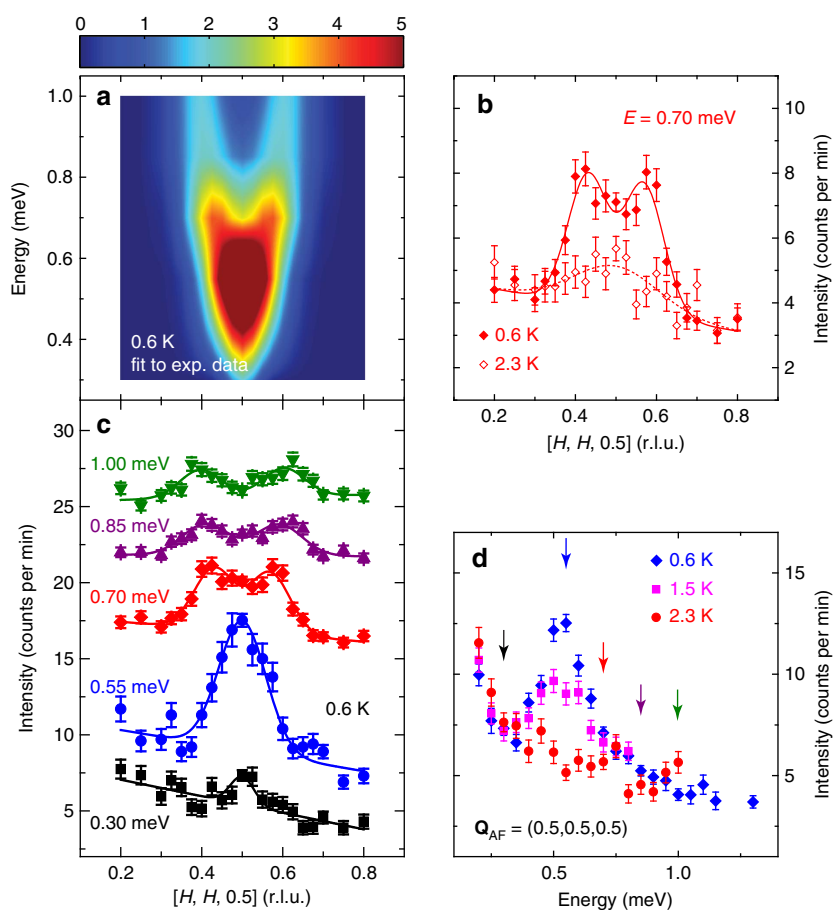 0 1 2 3 4 5
a
1.0
0.8
0.6
0.4
Energy (meV)
0.6 K
fit to exp. data
b
E = 0.70 meV
10
8
6
4
2
Intensity (counts per min)
0.6 K
2.3 K
0.2 0.4 0.6 0.8
[H, H, 0.5] (r.l.u.)
c
30
25
20
15
10
5
Intensity (counts per min)
1.00 meV
0.85 meV
0.70 meV
0.55 meV
0.6 K
0.30 meV
0.2 0.4 0.6 0.8
[H, H, 0.5] (r.l.u.)
d
0.6 K
1.5 K
2.3 K
15
10
5
Intensity (counts per min)
Q_AF = (0.5,0.5,0.5)
0.5 1.0
Energy (meV)